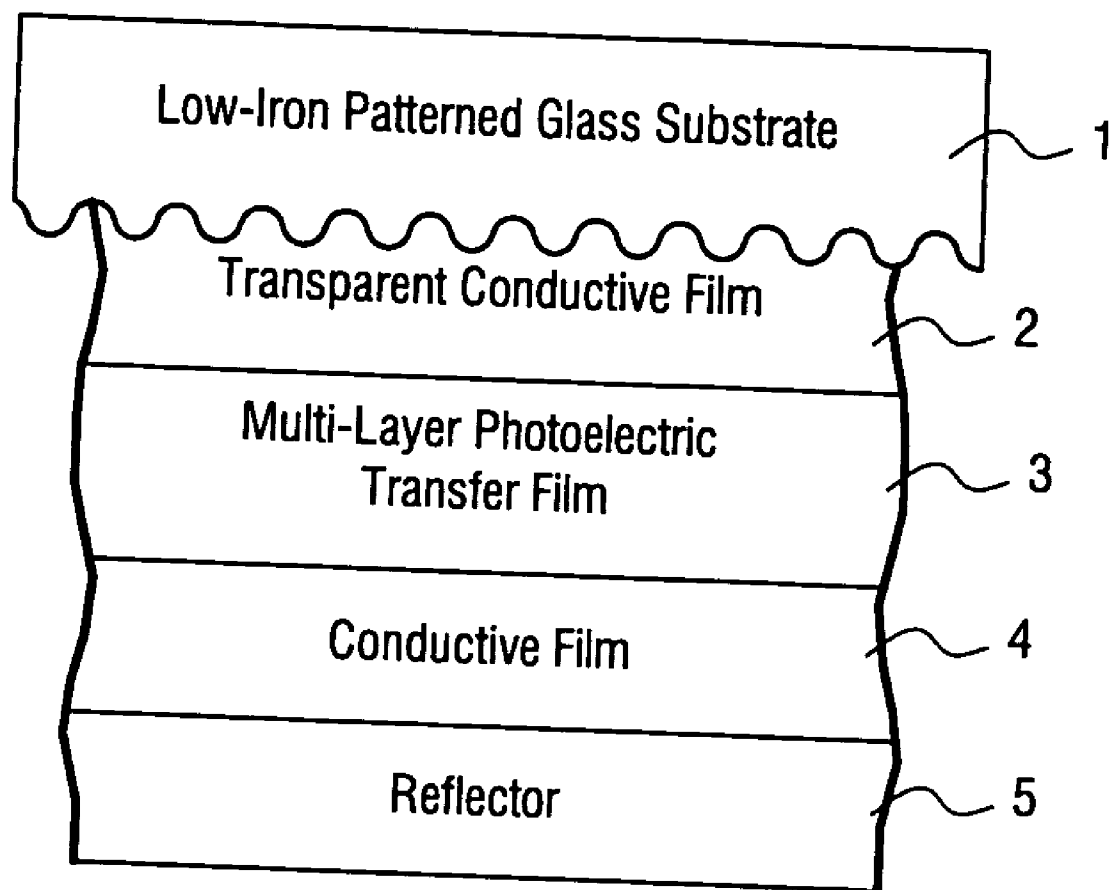 Low-Iron Patterned Glass Substrate
1
Transparent Conductive Film
2
Multi-Layer Photoelectric
Transfer Film
3
Conductive Film
4
Reflector
5